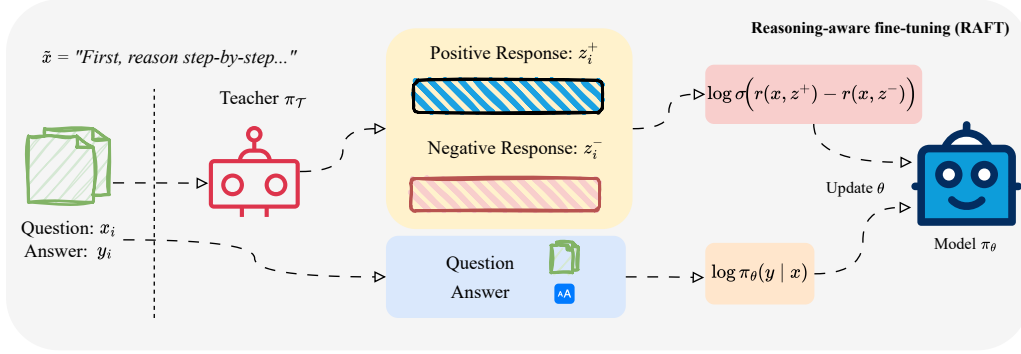 Reasoning-aware fine-tuning (RAFT)
x̃ = "First, reason step-by-step..."
Teacher π_𝒯
Question: x_i
Answer: y_i
Positive Response: z_i^+
Negative Response: z_i^-
Question
Answer
AA
log σ(r(x, z^+) − r(x, z^-))
log π_θ(y | x)
Update θ
Model π_θ